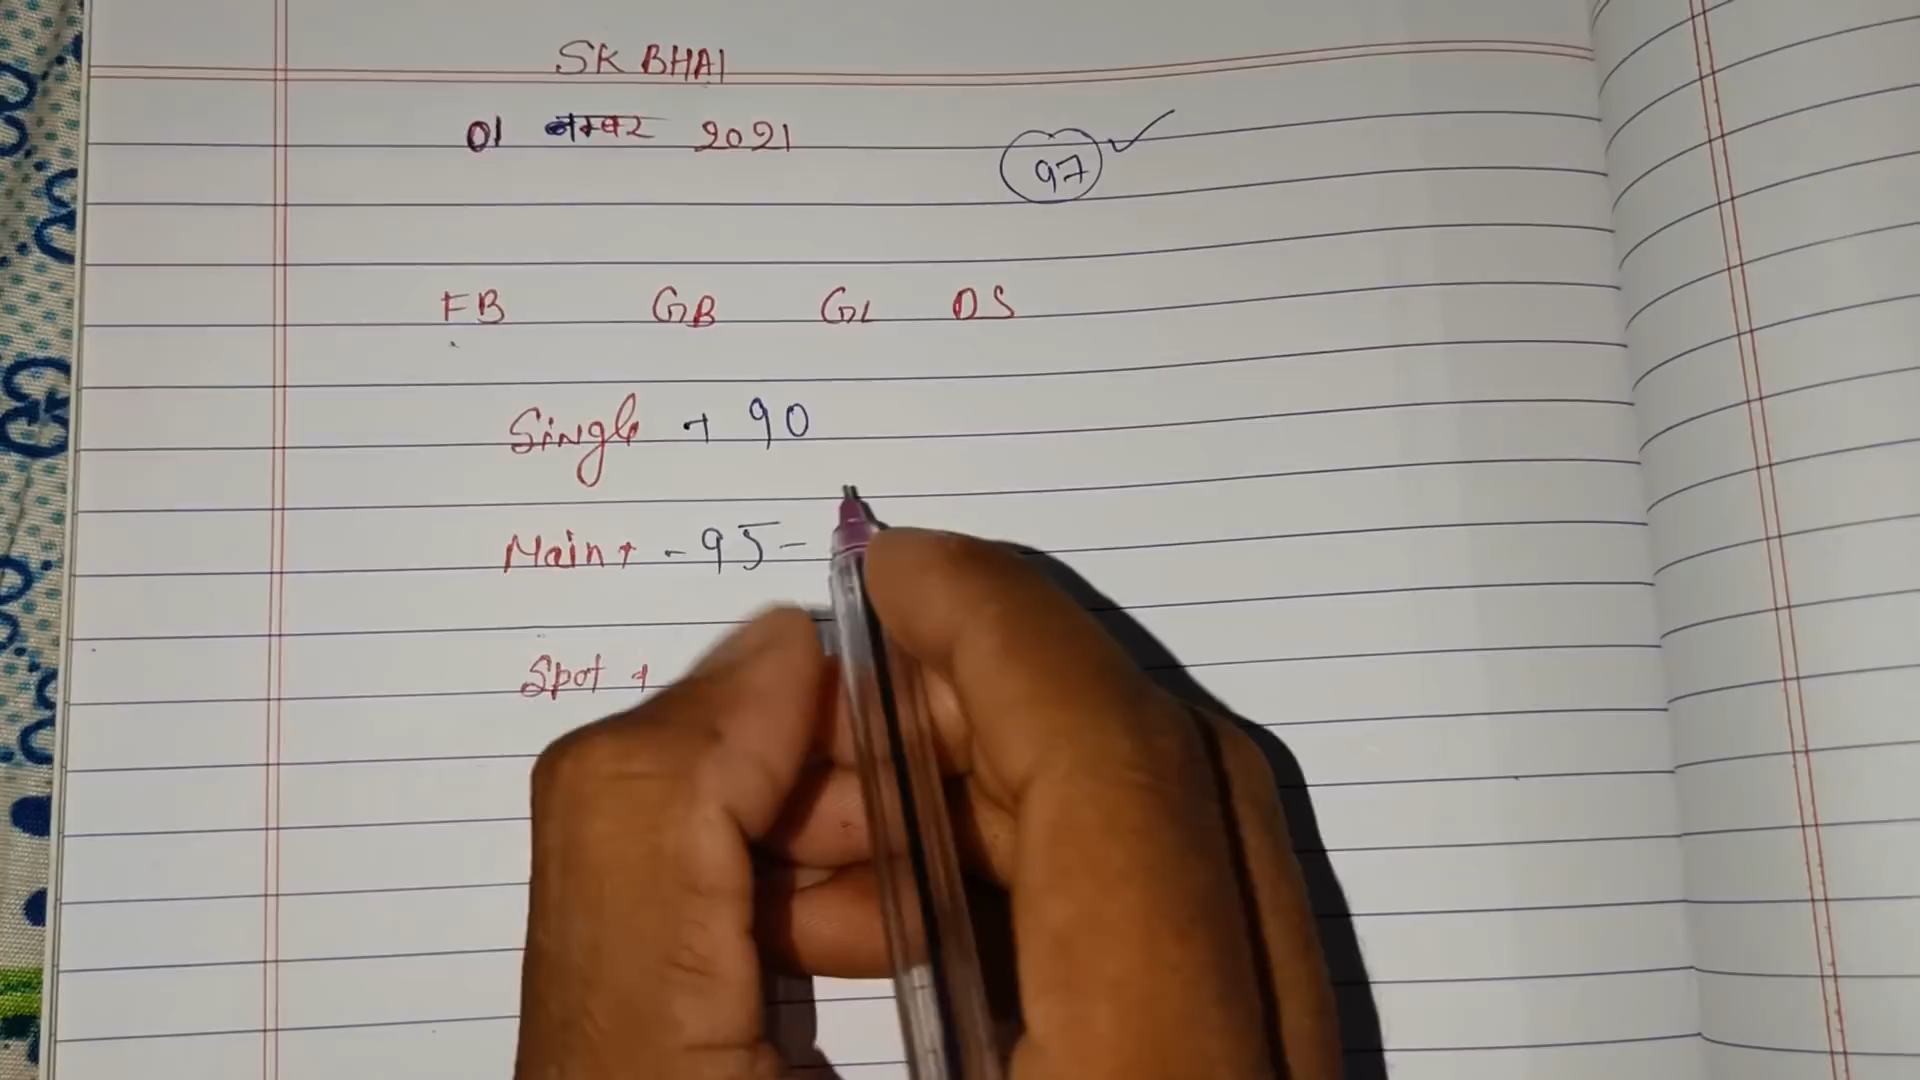 SK BHAI
01 नम्बर 2021
97
FB GB GL DS
Single + 90
Main + - 95 -
Spot +